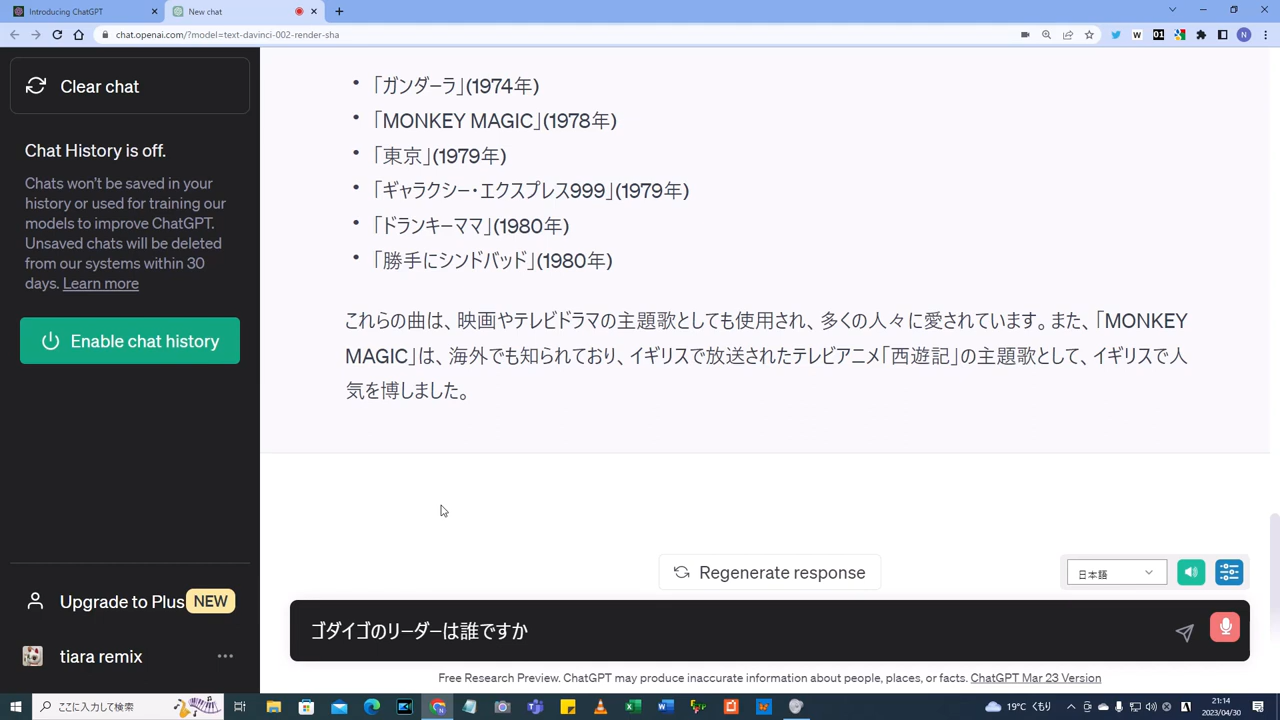 Introducing ChatGPT
New chat
chat.openai.com/?model=text-davinci-002-render-sha
Clear chat
Chat History is off.
Chats won't be saved in your
history or used for training our
models to improve ChatGPT.
Unsaved chats will be deleted
from our systems within 30
days. Learn more
Enable chat history
Upgrade to Plus NEW
tiara remix
• 「ガンダーラ」(1974年)
• 「MONKEY MAGIC」(1978年)
• 「東京」(1979年)
• 「ギャラクシー・エクスプレス999」(1979年)
• 「ドランキーママ」(1980年)
• 「勝手にシンドバッド」(1980年)
これらの曲は、映画やテレビドラマの主題歌としても使用され、多くの人々に愛されています。また、「MONKEY
MAGIC」は、海外でも知られており、イギリスで放送されたテレビアニメ「西遊記」の主題歌として、イギリスで人
気を博しました。
Regenerate response
日本語
ゴダイゴのリーダーは誰ですか
Free Research Preview. ChatGPT may produce inaccurate information about people, places, or facts. ChatGPT Mar 23 Version
ここに入力して検索
19°C くもり
A
21:14
2023/04/30